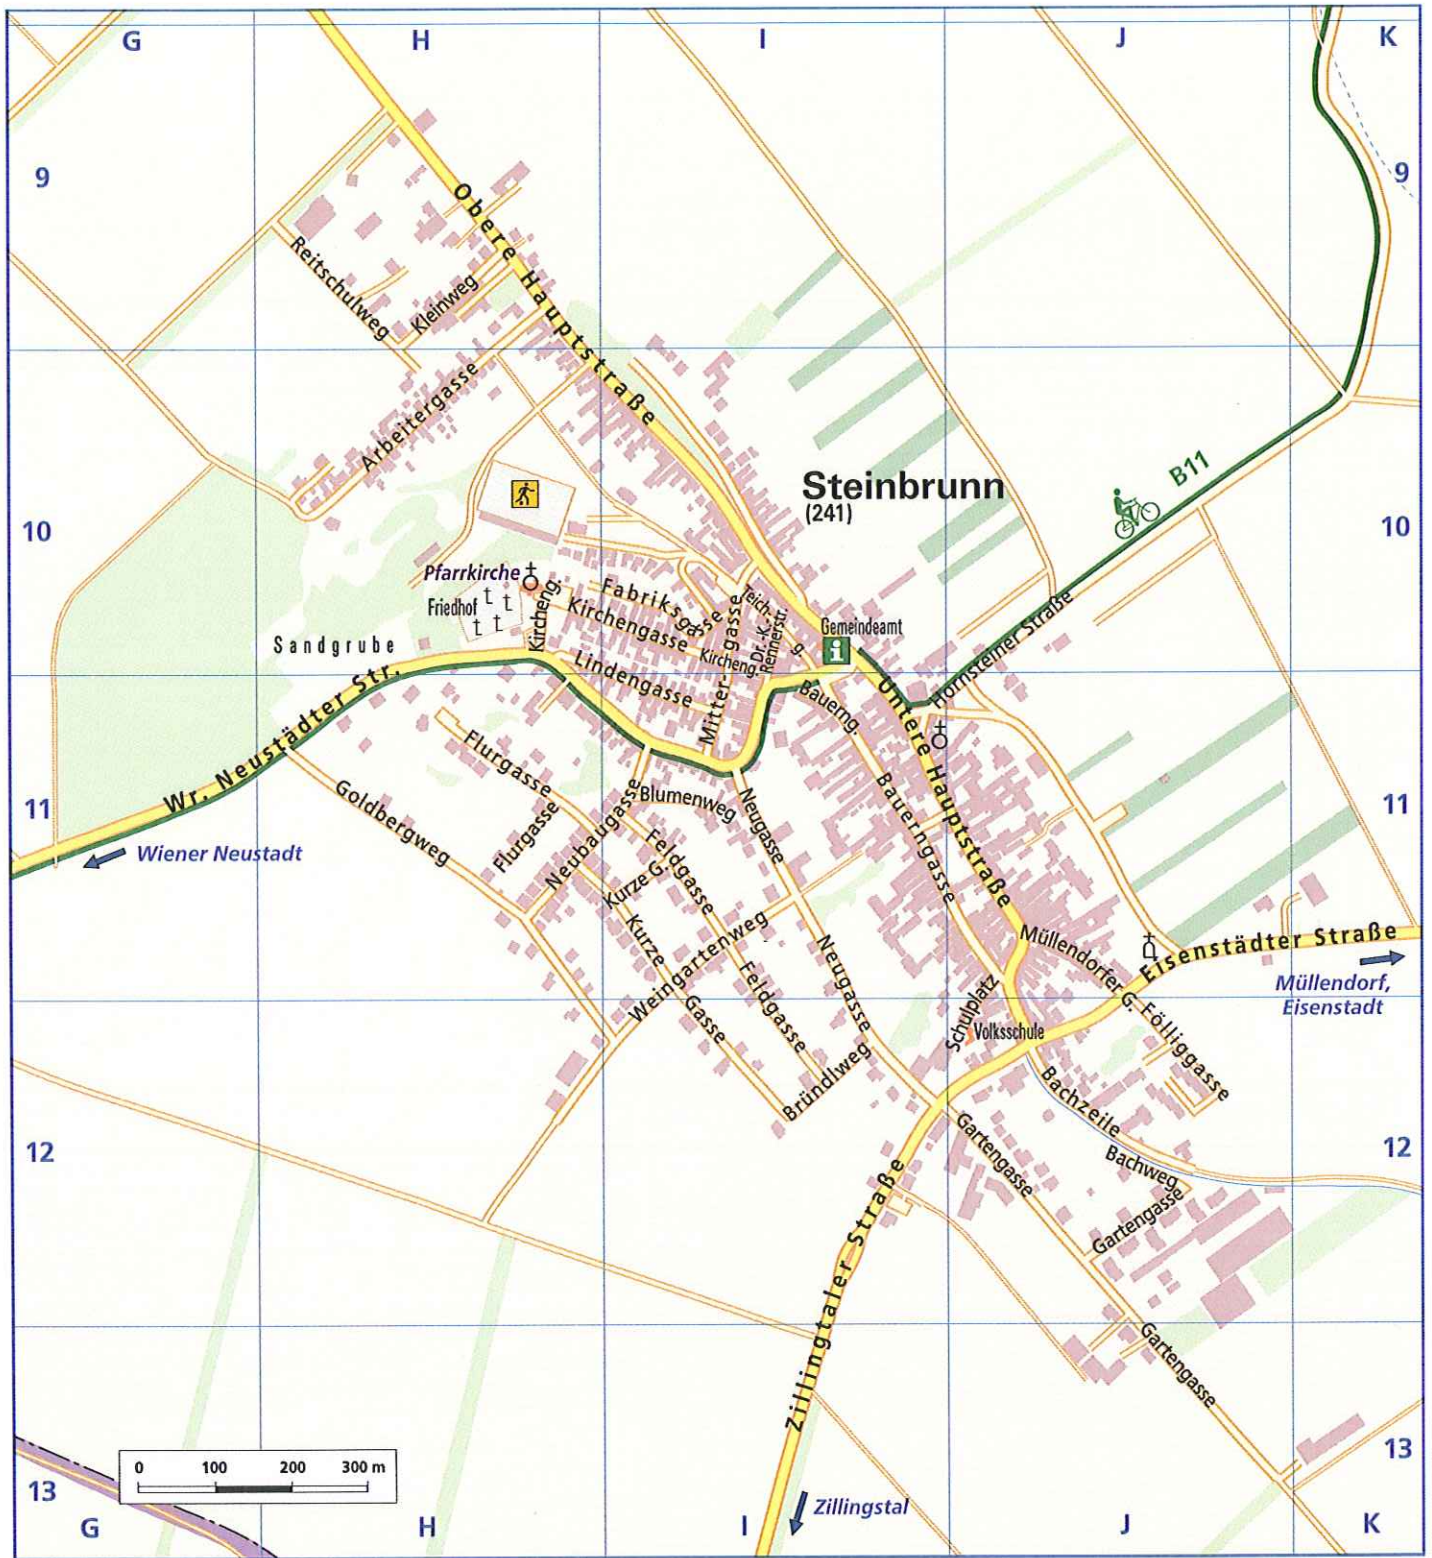 G H I J K
9 9
Obere Hauptstraße
Reitschulweg
Kleinweg
Arbeitergasse
Steinbrunn
(241)
B11
10 10
Pfarrkirche
Friedhof
Kircheng.
Fabriksgasse
Kirchengasse
Kircheng.
Teich-
g.
Mitter-gasse
Dr.-K.-
Rennerstr.
Gemeindeamt
i
Hornsteiner Straße
Sandgrube
Lindengasse
Wr. Neustädter Str.
Bauerng.
Untere Hauptstraße
Flurgasse
Goldbergweg
Flurgasse
Neubaugasse
Blumenweg
Neugasse
Bauerngasse
11 11
Wiener Neustadt
Feldgasse
Kurze G.
Kurze Gasse
Weingartenweg
Feldgasse
Neugasse
Müllendorfer G.
Eisenstädter Straße
Müllendorf,
Eisenstadt
Schulplatz
Volksschule
Fölliggasse
Bründlweg
Bachzeile
12 12
Gartengasse
Bachweg
Gartengasse
Zillingtaler Straße
Gartengasse
13 13
0 100 200 300 m
Zillingstal
G H I J K